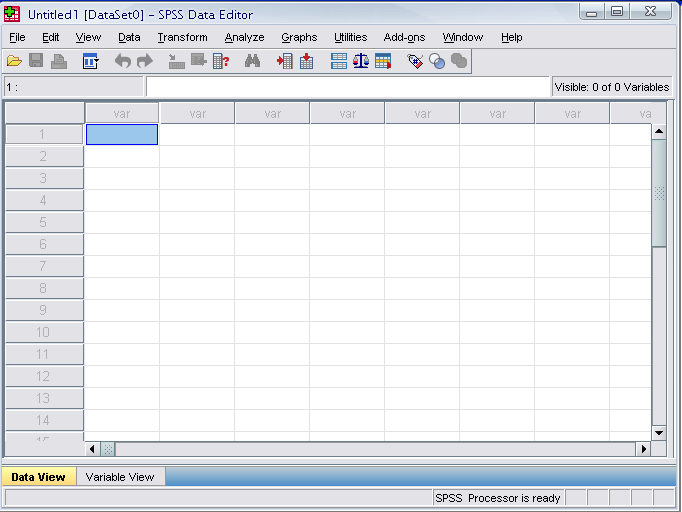 Untitled1 [DataSet0] - SPSS Data Editor
File Edit View Data Transform Analyze Graphs Utilities Add-ons Window Help
1 : Visible: 0 of 0 Variables
var var var var var var var va
1
2
3
4
5
6
7
8
9
10
11
12
13
14
15
Data View Variable View
SPSS Processor is ready